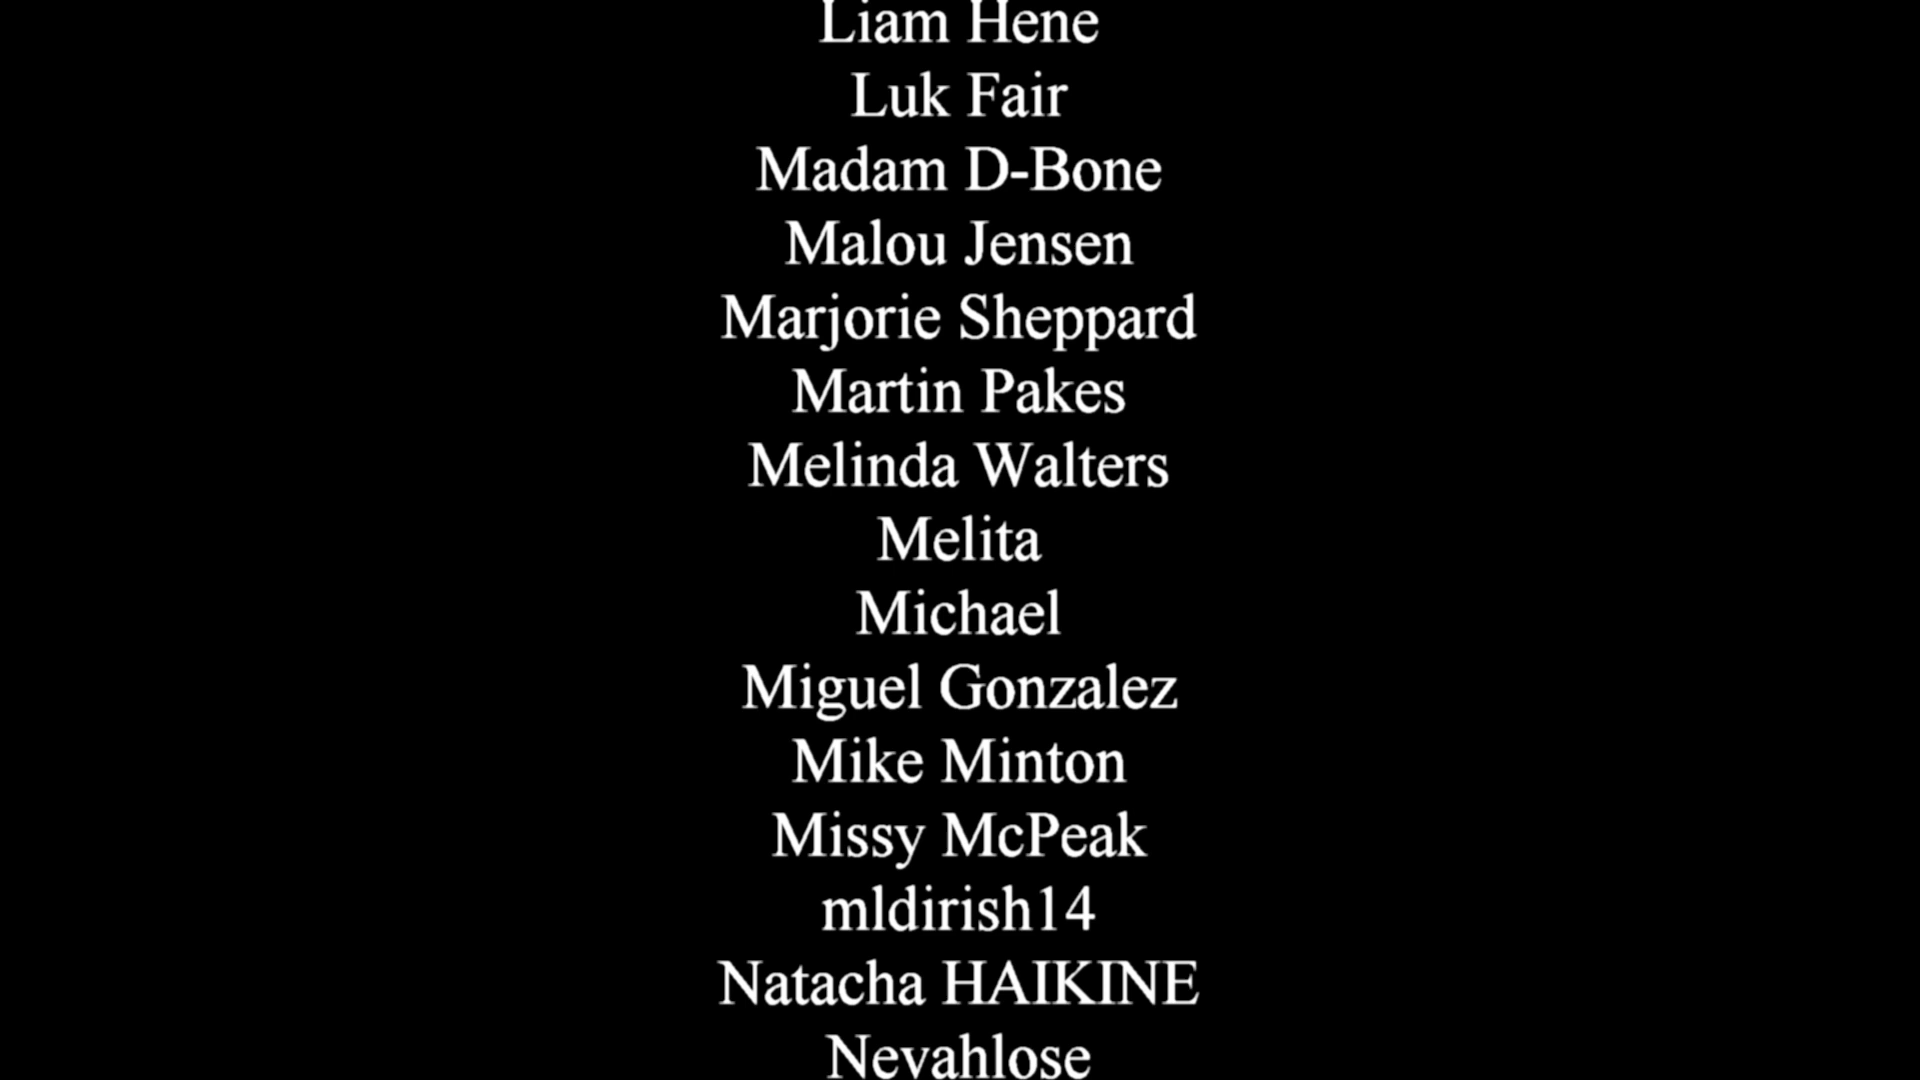 Liam Hene
Luk Fair
Madam D-Bone
Malou Jensen
Marjorie Sheppard
Martin Pakes
Melinda Walters
Melita
Michael
Miguel Gonzalez
Mike Minton
Missy McPeak
mldirish14
Natacha HAIKINE
Nevahlose